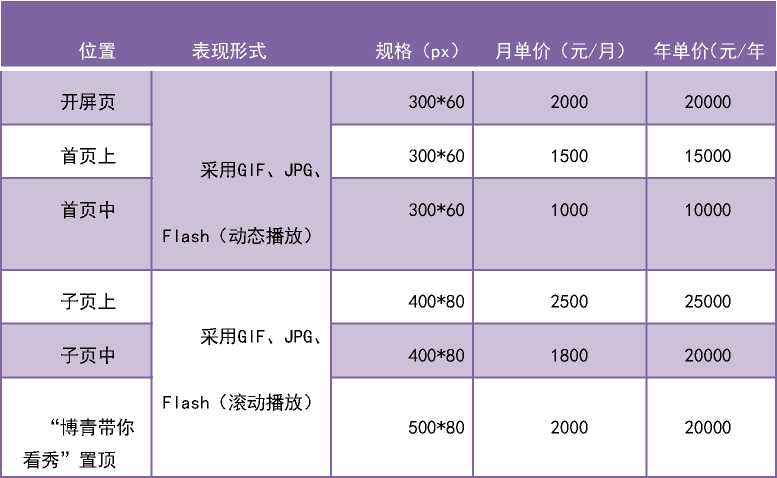 位置 表现形式 规格（px） 月单价（元/月） 年单价(元/年
开屏页 300*60 2000 20000
首页上 300*60 1500 15000
采用GIF、JPG、
首页中 300*60 1000 10000
Flash（动态播放）
子页上 400*80 2500 25000
采用GIF、JPG、
子页中 400*80 1800 20000
Flash（滚动播放）
“博青带你 500*80 2000 20000
看秀”置顶